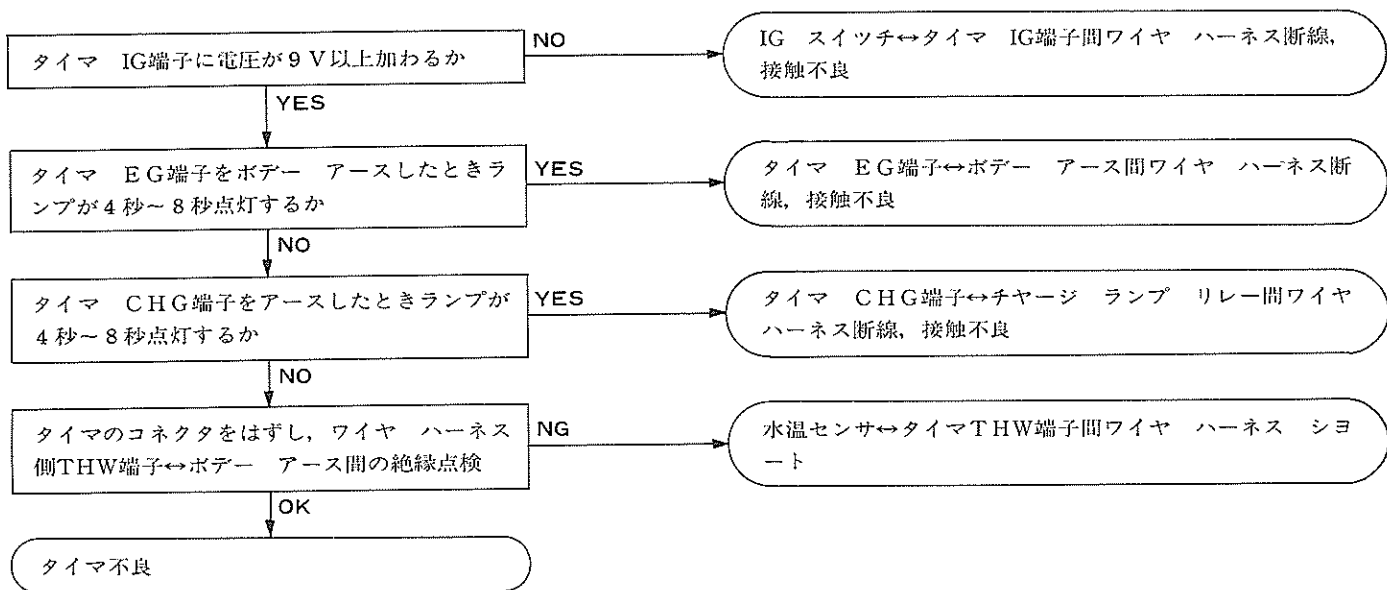 タイマ IG端子に電圧が9V以上加わるか
NO
IG スイツチ↔タイマ IG端子間ワイヤ ハーネス断線,
接触不良
YES
タイマ EG端子をボデー アースしたときラ
ンプが4秒~8秒点灯するか
YES
タイマ EG端子↔ボデー アース間ワイヤ ハーネス断
線, 接触不良
NO
タイマ CHG端子をアースしたときランプが
4秒~8秒点灯するか
YES
タイマ CHG端子↔チヤージ ランプ リレー間ワイヤ
ハーネス断線, 接触不良
NO
タイマのコネクタをはずし, ワイヤ ハーネス
側THW端子↔ボデー アース間の絶縁点検
NG
水温センサ↔タイマTHW端子間ワイヤ ハーネス シヨ
ート
OK
タイマ不良